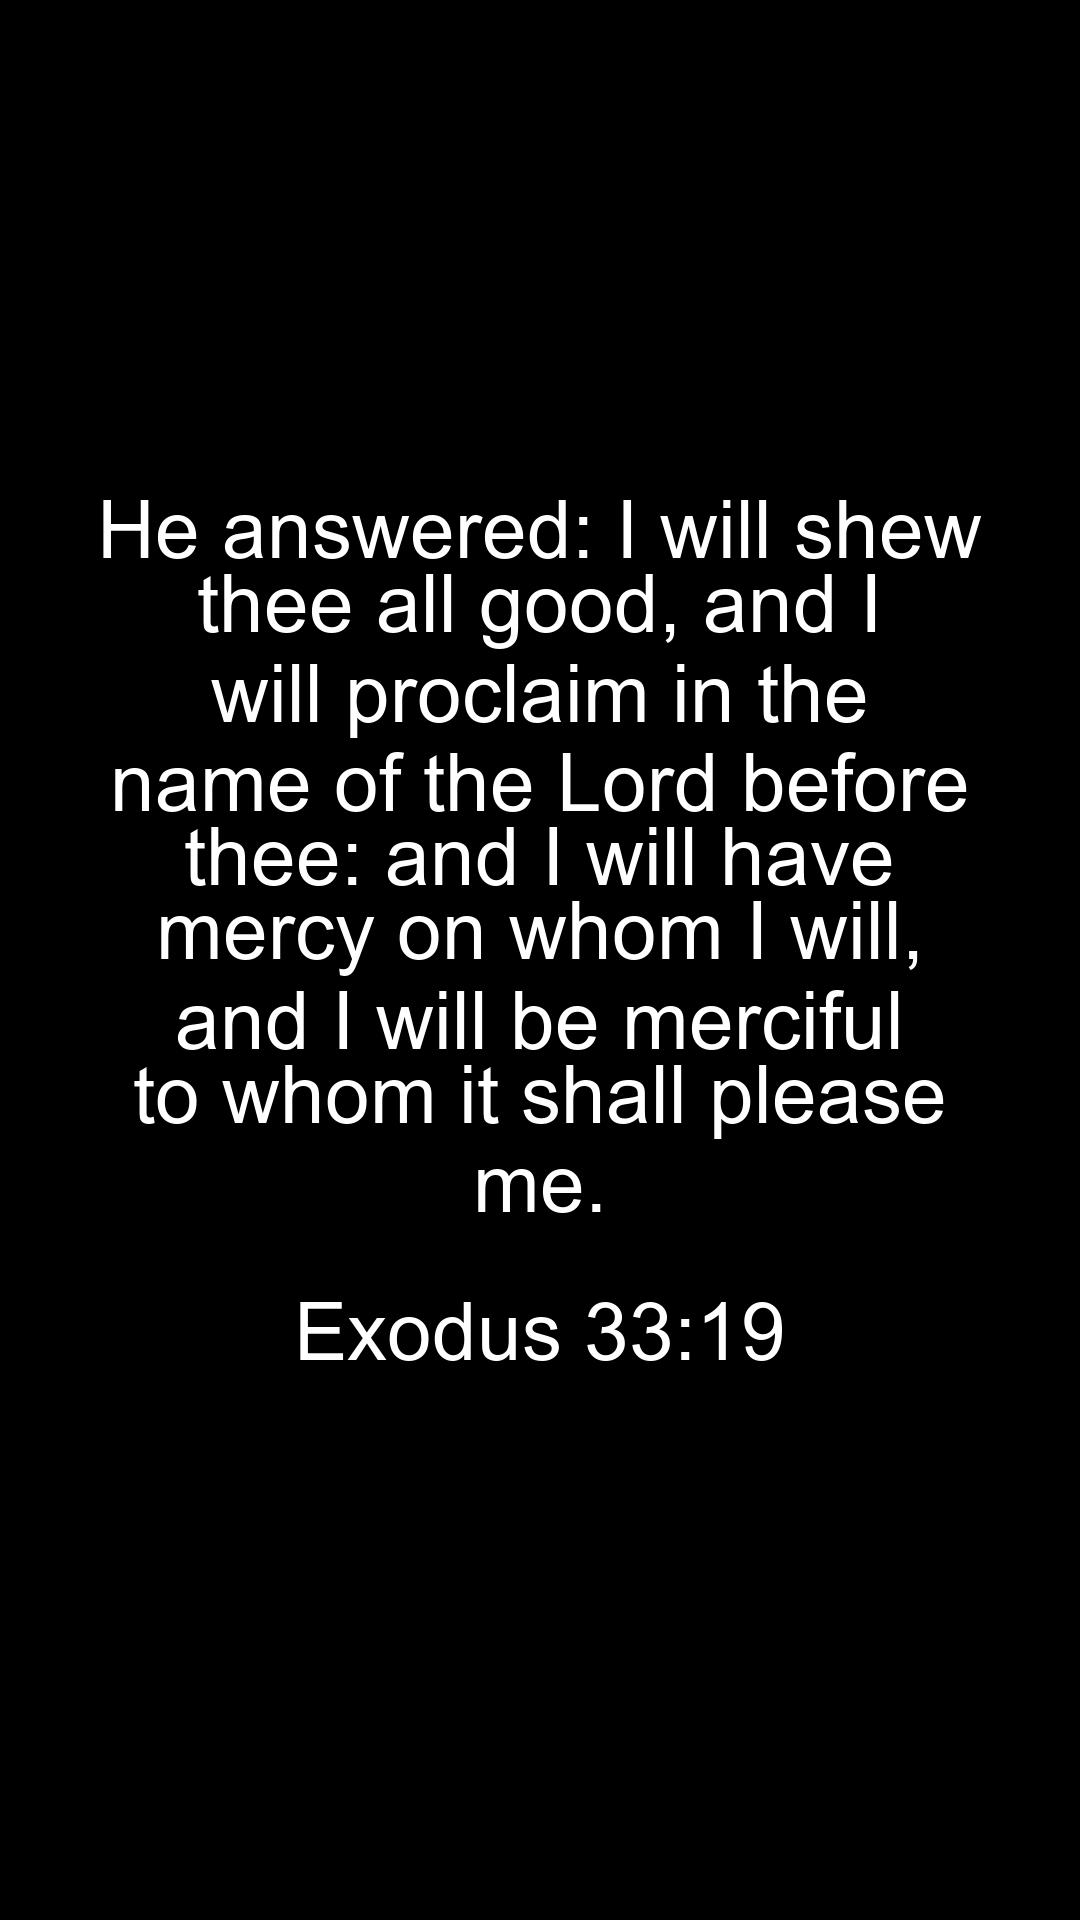 He answered: I will shew
thee all good, and I
will proclaim in the
name of the Lord before
thee: and I will have
mercy on whom I will,
and I will be merciful
to whom it shall please
me.
Exodus 33:19